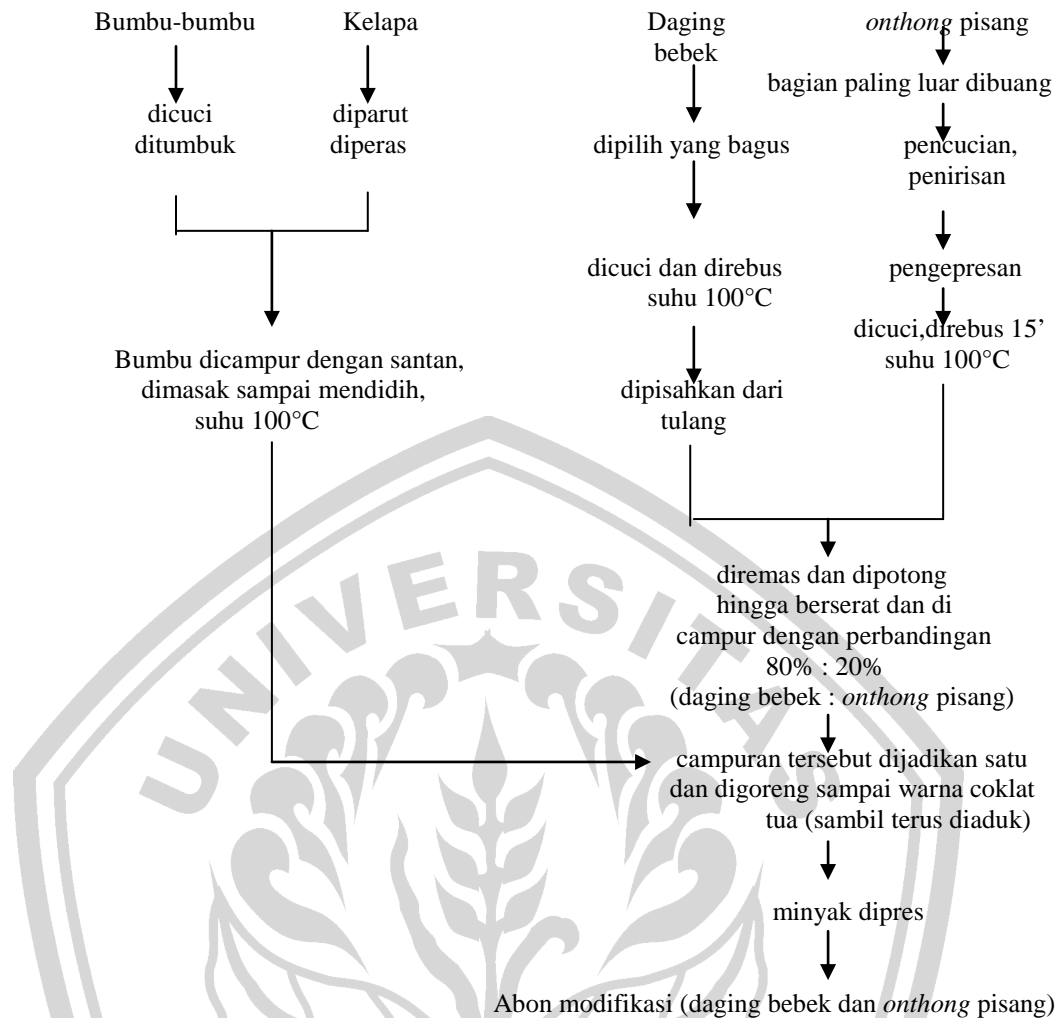 Bumbu-bumbu
Kelapa
Daging
bebek
onthong pisang
dicuci
ditumbuk
diparut
diperas
dipilih yang bagus
bagian paling luar dibuang
pencucian,
penirisan
dicuci dan direbus
suhu 100°C
pengepresan
dicuci,direbus 15’
suhu 100°C
Bumbu dicampur dengan santan,
dimasak sampai mendidih,
suhu 100°C
dipisahkan dari
tulang
diremas dan dipotong
hingga berserat dan di
campur dengan perbandingan
80% : 20%
(daging bebek : onthong pisang)
campuran tersebut dijadikan satu
dan digoreng sampai warna coklat
tua (sambil terus diaduk)
minyak dipres
Abon modifikasi (daging bebek dan onthong pisang)
UNIVERSITAS